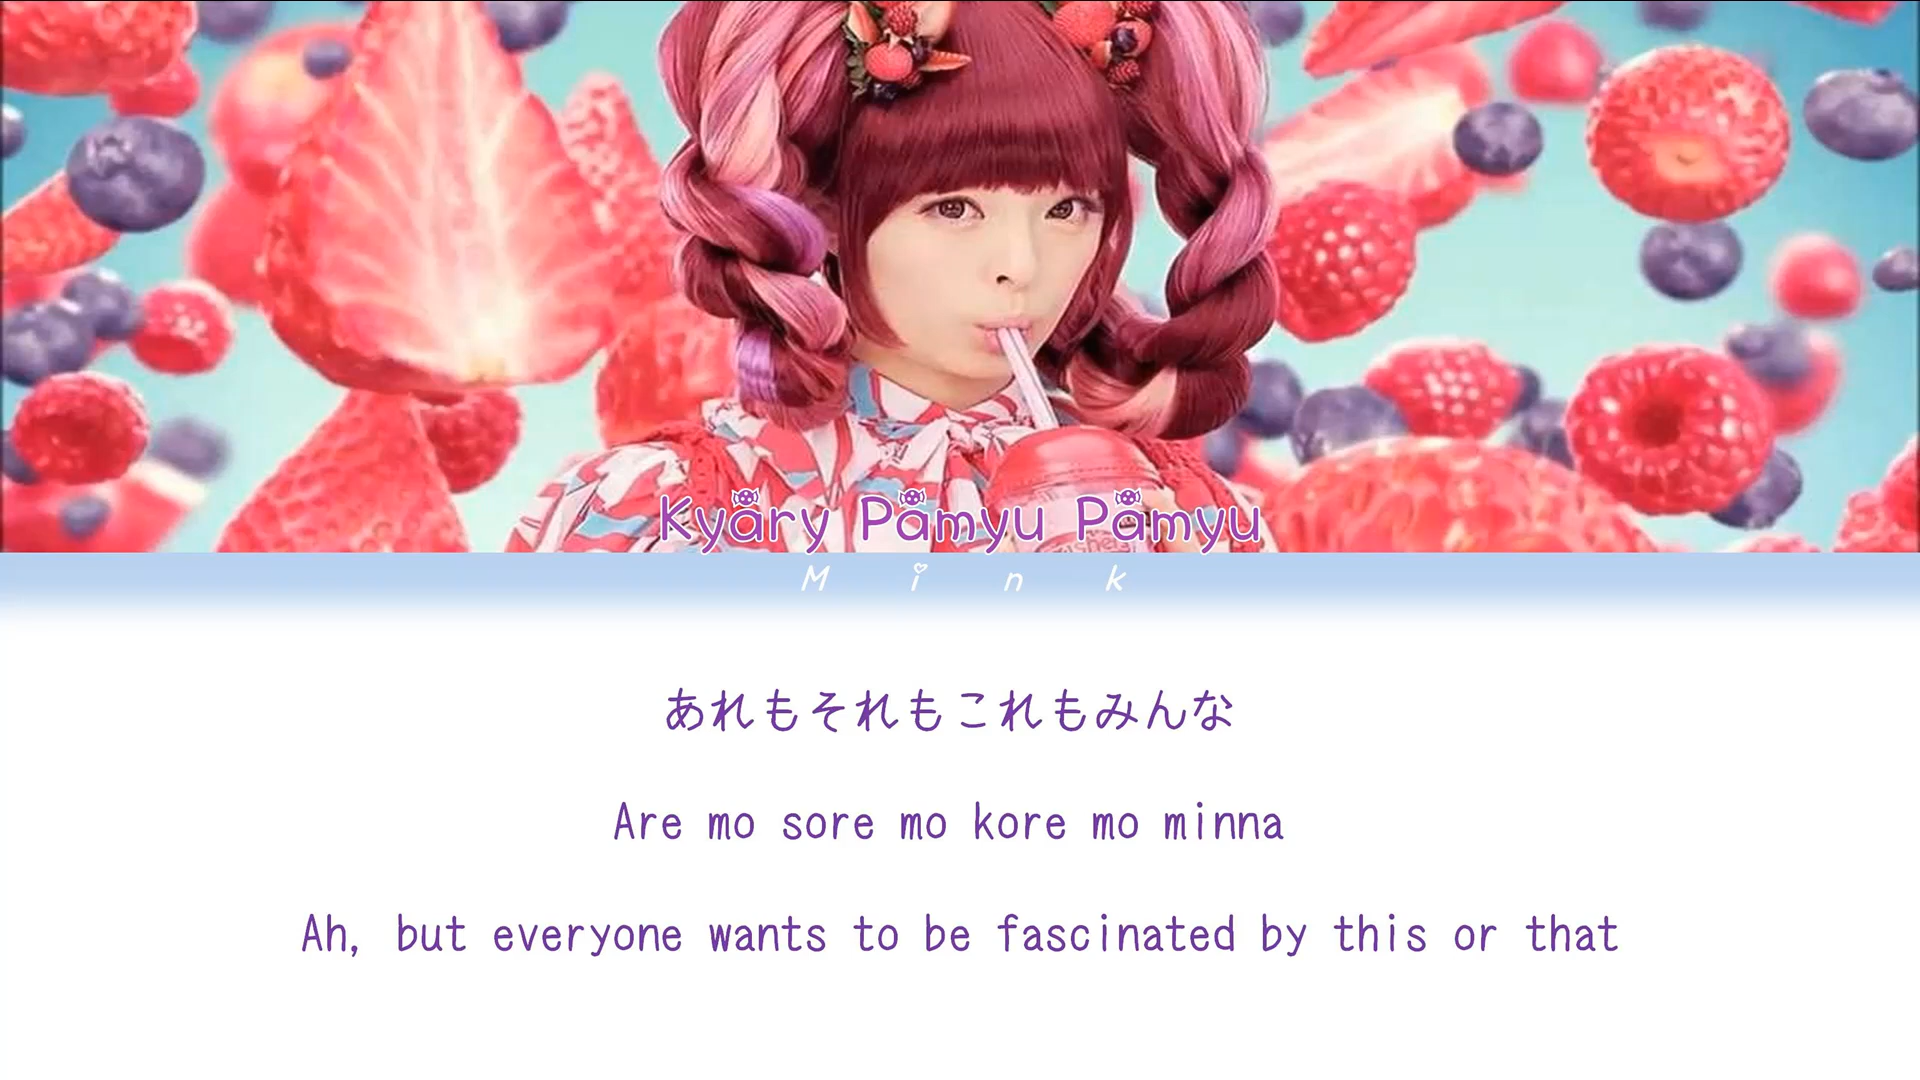 Kyary Pamyu Pamyu
Mink
あれもそれもこれもみんな
Are mo sore mo kore mo minna
Ah, but everyone wants to be fascinated by this or that